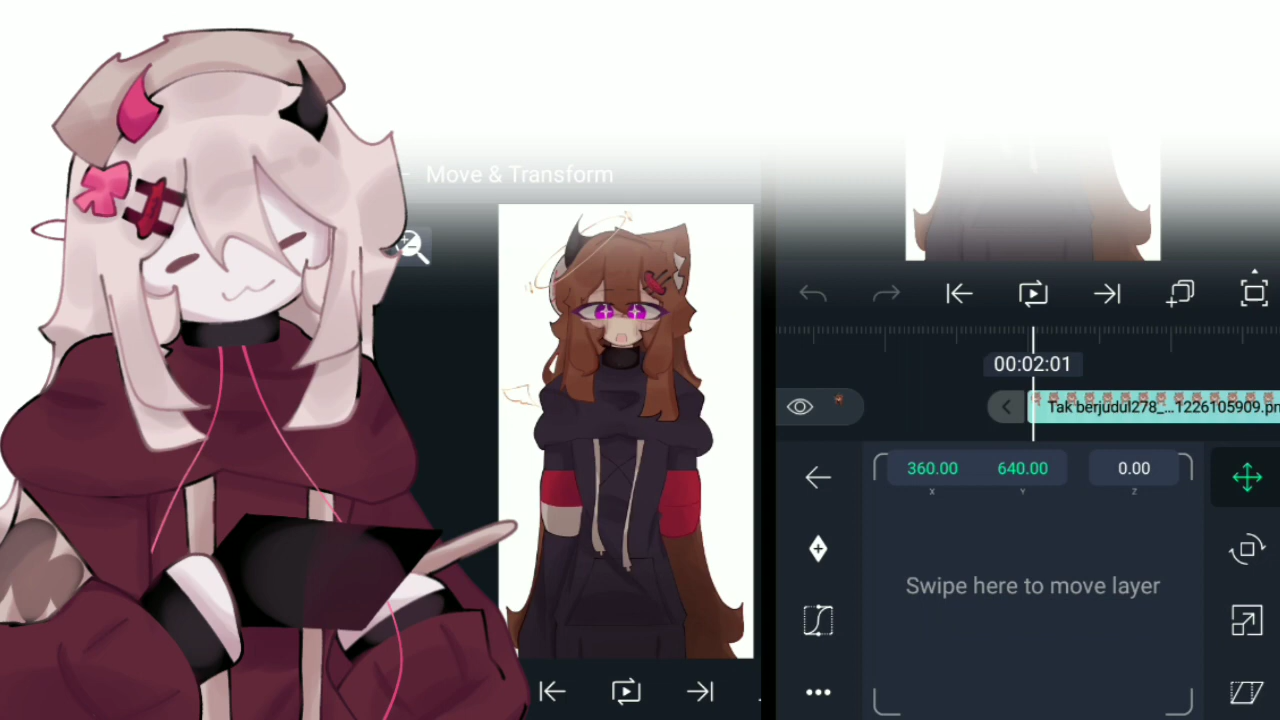 Move & Transform
00:02:01
Tak berjudul278_...1226105909.pn
360.00 640.00 0.00
X Y Z
Swipe here to move layer